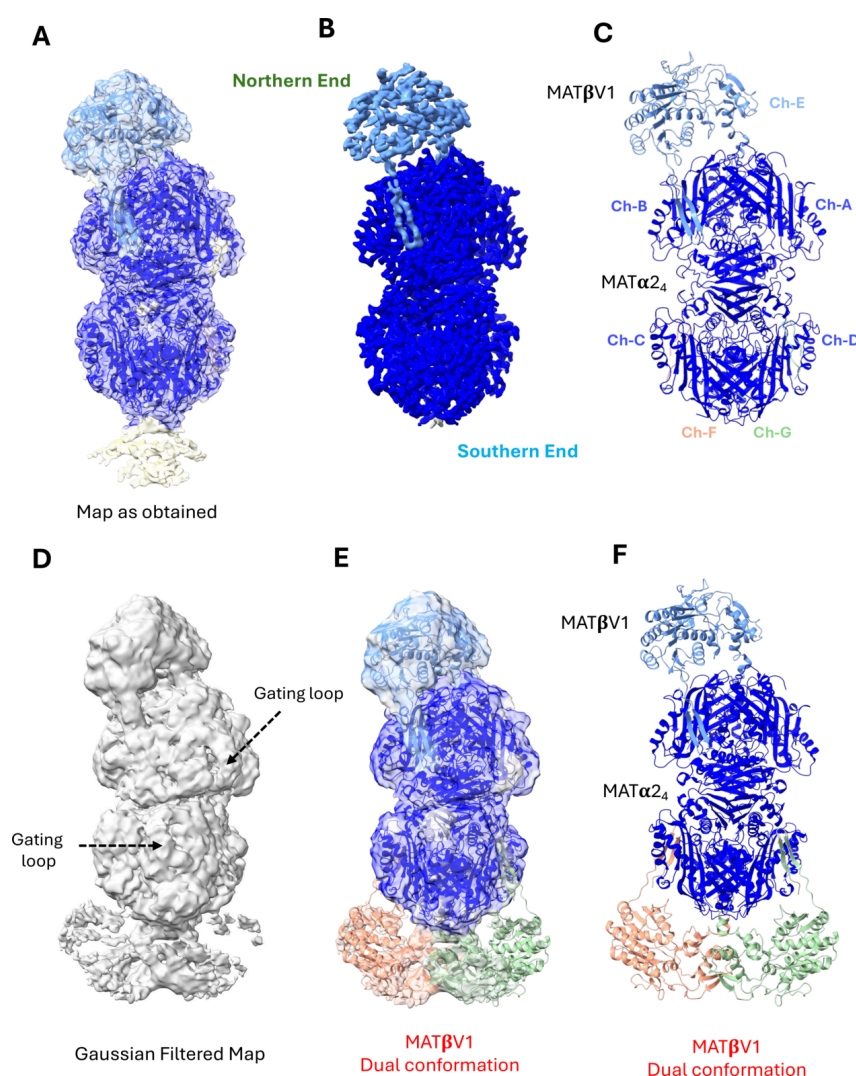 A
B
C
Northern End
MATβV1
Ch-E
Ch-B
Ch-A
MATα2₄
Ch-C
Ch-D
Ch-F
Ch-G
Southern End
Map as obtained
D
E
F
MATβV1
Gating loop
MATα2₄
Gating
loop
Gaussian Filtered Map
MATβV1
Dual conformation
MATβV1
Dual conformation